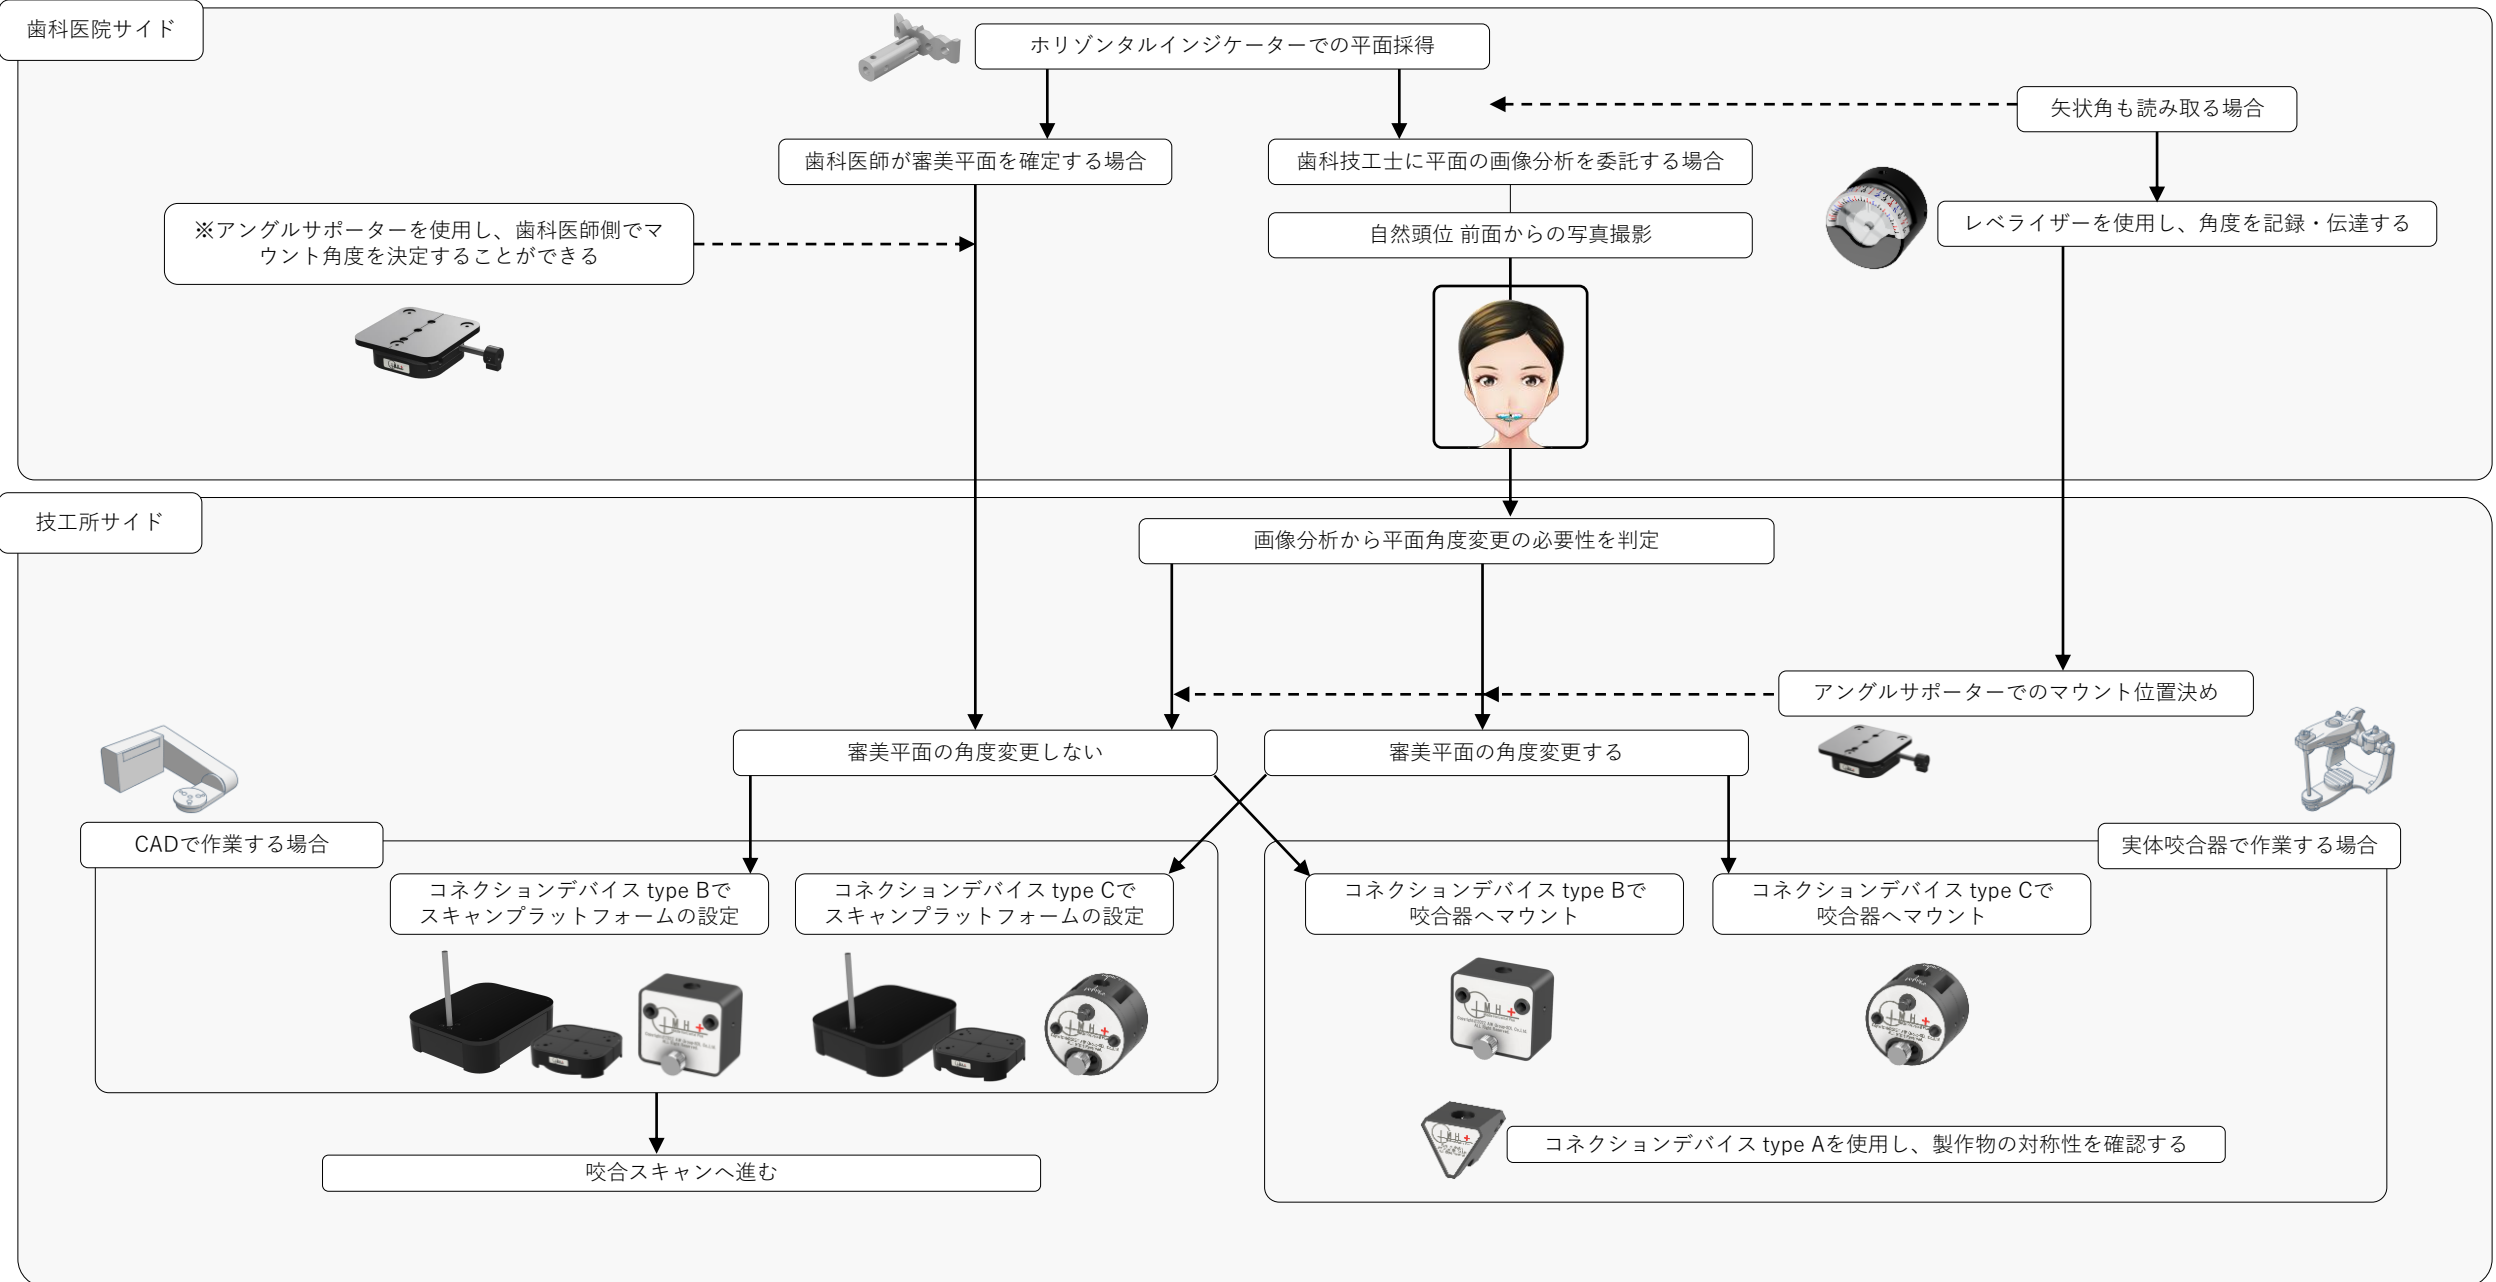 歯科医院サイド
ホリゾンタルインジケーターでの平面採得
矢状角も読み取る場合
歯科医師が審美平面を確定する場合
歯科技工士に平面の画像分析を委託する場合
※アングルサポーターを使用し、歯科医師側でマ
ウント角度を決定することができる
自然頭位 前面からの写真撮影
レベライザーを使用し、角度を記録・伝達する
技工所サイド
画像分析から平面角度変更の必要性を判定
アングルサポーターでのマウント位置決め
審美平面の角度変更しない
審美平面の角度変更する
CADで作業する場合
実体咬合器で作業する場合
コネクションデバイス type Bで
スキャンプラットフォームの設定
コネクションデバイス type Cで
スキャンプラットフォームの設定
コネクションデバイス type Bで
咬合器へマウント
コネクションデバイス type Cで
咬合器へマウント
MH+
MH+
MH+
MH+
MH+
コネクションデバイス type Aを使用し、製作物の対称性を確認する
咬合スキャンへ進む